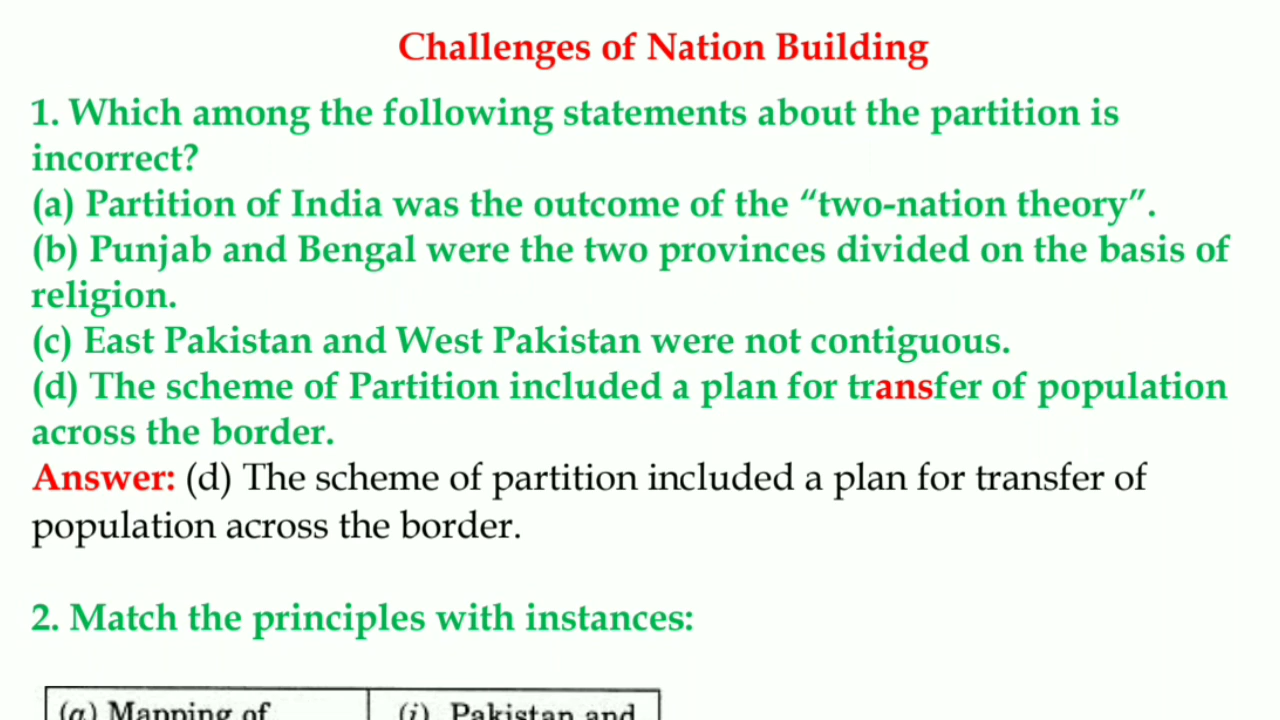 Challenges of Nation Building
1. Which among the following statements about the partition is
incorrect?
(a) Partition of India was the outcome of the “two-nation theory”.
(b) Punjab and Bengal were the two provinces divided on the basis of
religion.
(c) East Pakistan and West Pakistan were not contiguous.
(d) The scheme of Partition included a plan for transfer of population
across the border.
Answer: (d) The scheme of partition included a plan for transfer of
population across the border.
2. Match the principles with instances:
(a) Mapping of (i) Pakistan and